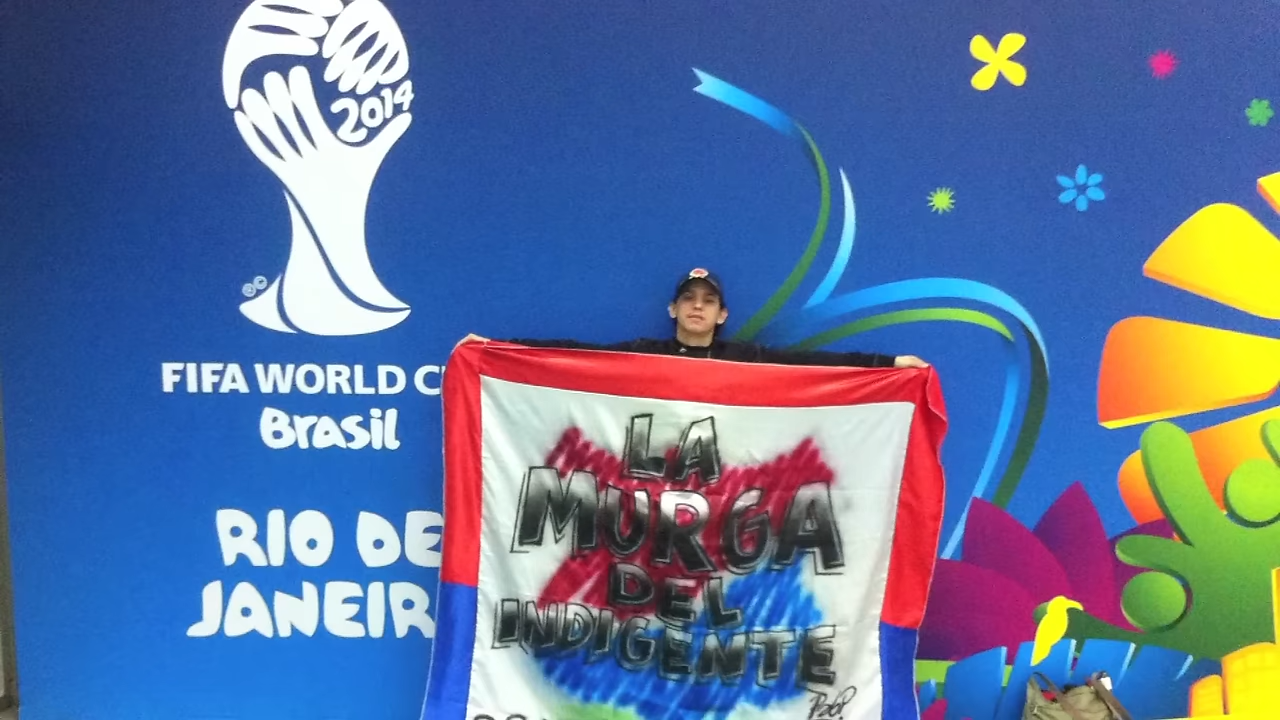 2014
FIFA WORLD C
Brasil
RIO DE
JANEIR
LA
MURGA
DEL
INDIGENTE